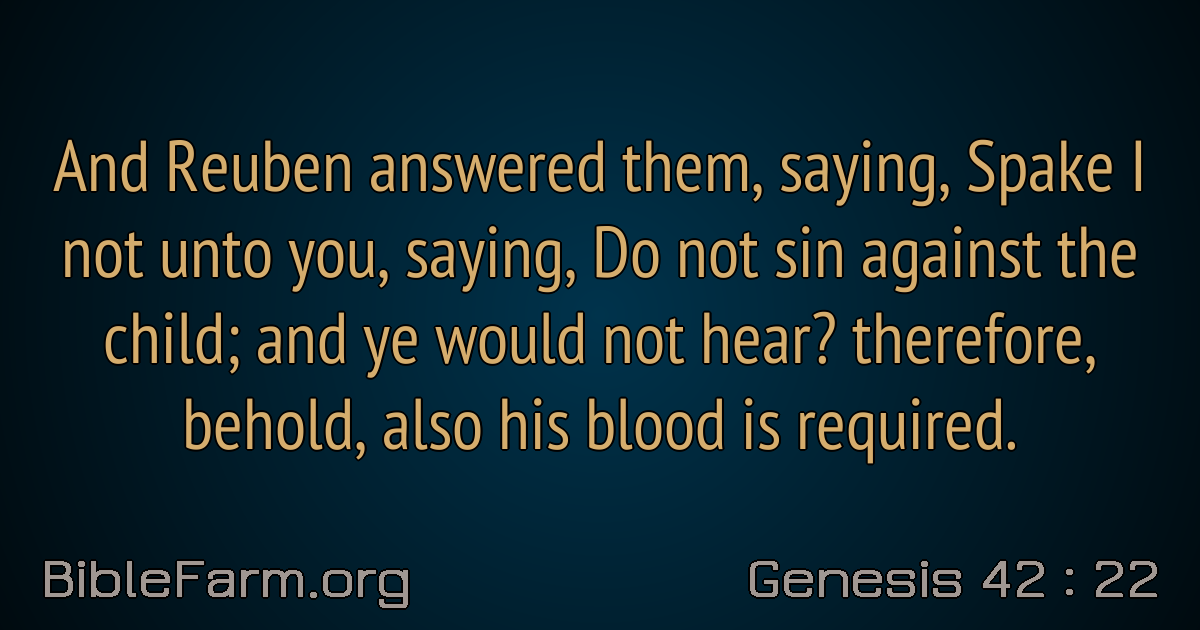 And Reuben answered them, saying, Spake I
not unto you, saying, Do not sin against the
child; and ye would not hear? therefore,
behold, also his blood is required.
BibleFarm.org
Genesis 42 : 22